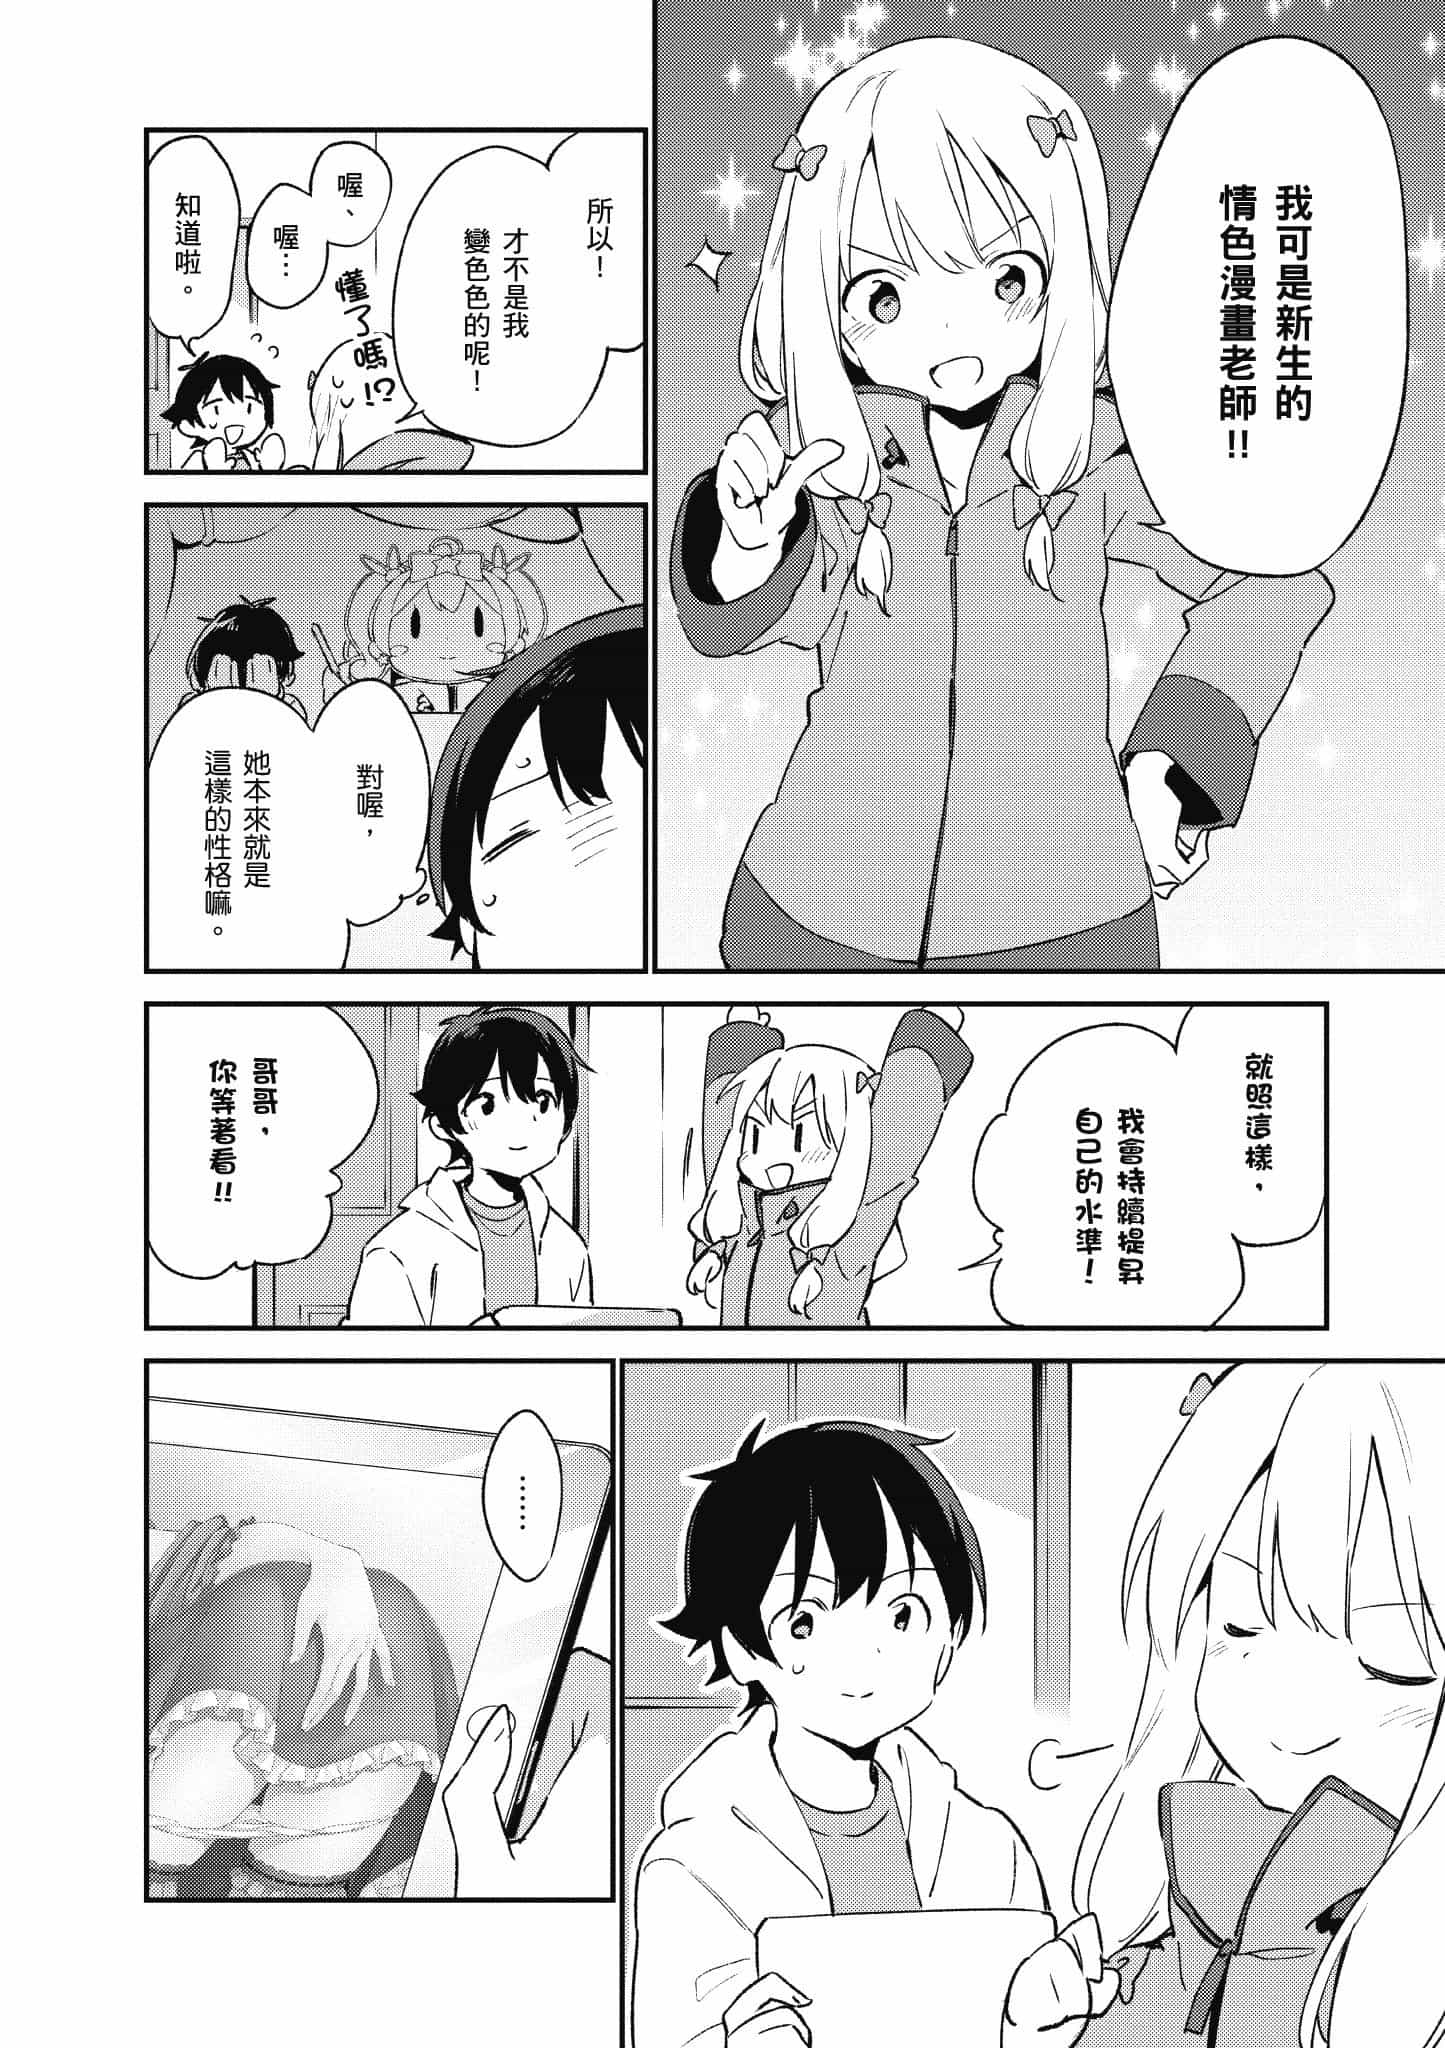 我可是新生的
情色漫畫老師!!
所以！
才不是我
變色色的呢！
懂了嗎!?
喔、
喔…
知道啦。
對喔，
她本來就是
這樣的性格嘛。
就照這樣，
我會持續提昇
自己的水準！
哥哥，
你等著看!!
……